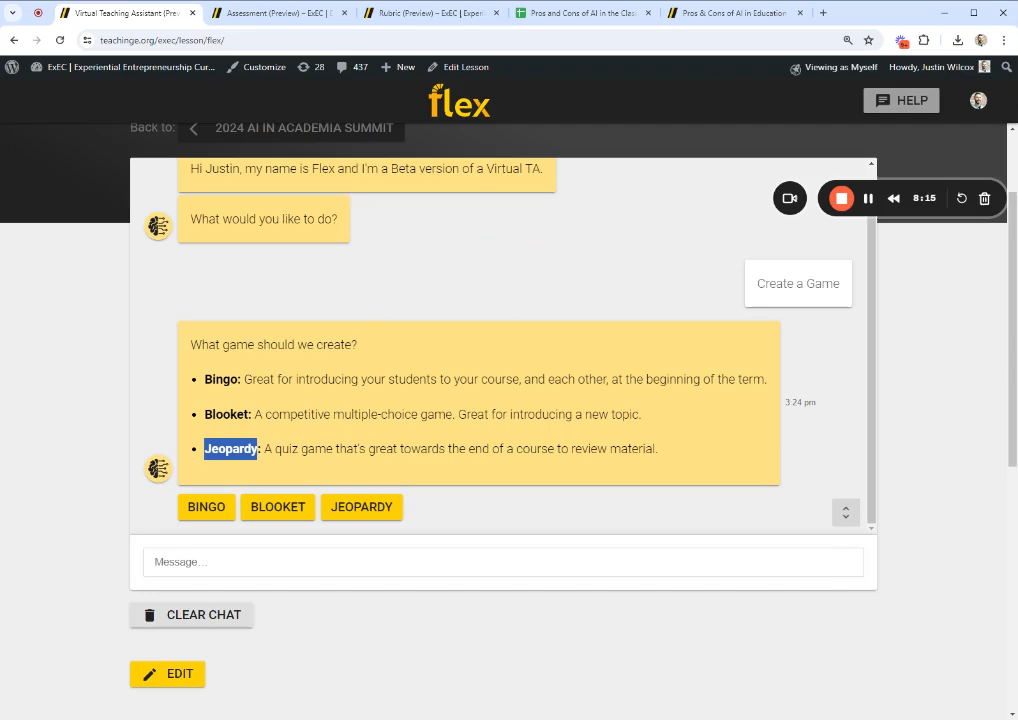 Virtual Teaching Assistant (Prev
Assessment (Preview) – ExEC | E
Rubric (Preview) – ExEC | Experi
Pros and Cons of AI in the Clas
Pros & Cons of AI in Education
teachinge.org/exec/lesson/flex/
9+
ExEC | Experiential Entrepreneurship Cur…
Customize
28
437
New
Edit Lesson
Viewing as Myself
Howdy, Justin Wilcox
flex
HELP
Back to:
2024 AI IN ACADEMIA SUMMIT
Hi Justin, my name is Flex and I'm a Beta version of a Virtual TA.
8:15
What would you like to do?
Create a Game
What game should we create?
• Bingo: Great for introducing your students to your course, and each other, at the beginning of the term.
3:24 pm
• Blooket: A competitive multiple-choice game. Great for introducing a new topic.
• Jeopardy: A quiz game that's great towards the end of a course to review material.
BINGO
BLOOKET
JEOPARDY
Message…
CLEAR CHAT
EDIT